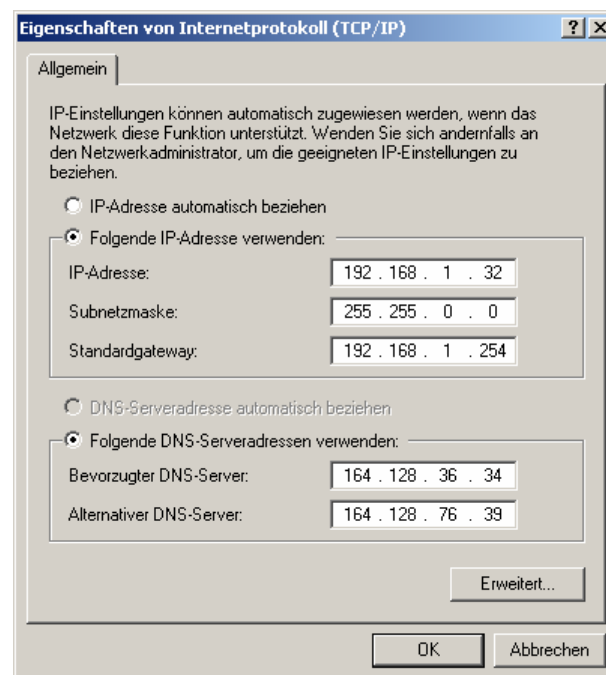 Eigenschaften von Internetprotokoll (TCP/IP)
Allgemein
IP-Einstellungen können automatisch zugewiesen werden, wenn das
Netzwerk diese Funktion unterstützt. Wenden Sie sich andernfalls an
den Netzwerkadministrator, um die geeigneten IP-Einstellungen zu
beziehen.
IP-Adresse automatisch beziehen
Folgende IP-Adresse verwenden:
IP-Adresse: 192 . 168 . 1 . 32
Subnetzmaske: 255 . 255 . 0 . 0
Standardgateway: 192 . 168 . 1 . 254
DNS-Serveradresse automatisch beziehen
Folgende DNS-Serveradressen verwenden:
Bevorzugter DNS-Server: 164 . 128 . 36 . 34
Alternativer DNS-Server: 164 . 128 . 76 . 39
Erweitert...
OK Abbrechen